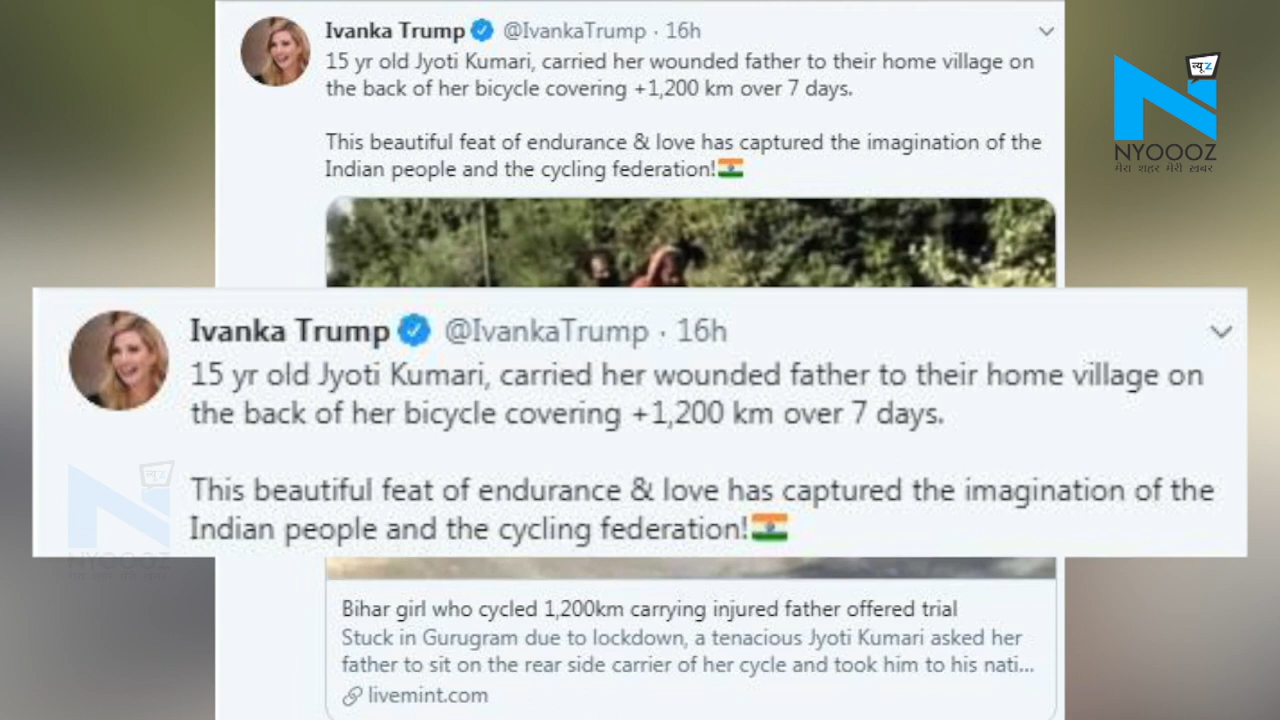 Ivanka Trump @IvankaTrump · 16h
15 yr old Jyoti Kumari, carried her wounded father to their home village on
the back of her bicycle covering +1,200 km over 7 days.
This beautiful feat of endurance & love has captured the imagination of the
Indian people and the cycling federation!🇮🇳
न्यूz
NYOOOZ
मेरा शहर मेरी ख़बर
Ivanka Trump @IvankaTrump · 16h
15 yr old Jyoti Kumari, carried her wounded father to their home village on
the back of her bicycle covering +1,200 km over 7 days.
This beautiful feat of endurance & love has captured the imagination of the
Indian people and the cycling federation!🇮🇳
न्यूz
NYOOOZ
मेरा शहर मेरी ख़बर
Bihar girl who cycled 1,200km carrying injured father offered trial
Stuck in Gurugram due to lockdown, a tenacious Jyoti Kumari asked her
father to sit on the rear side carrier of her cycle and took him to his nati...
livemint.com